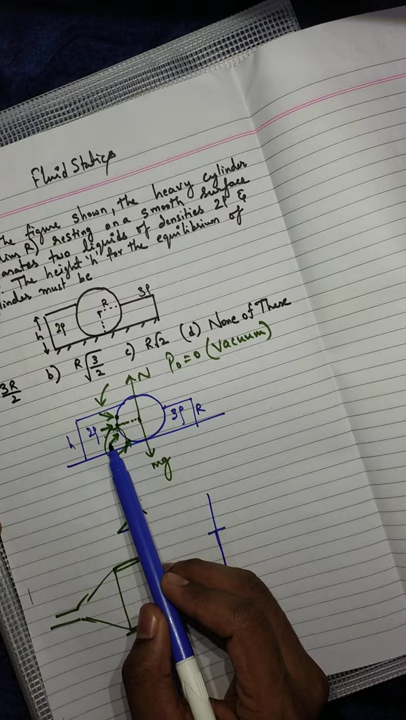 Fluid Statics
he figure shown, the heavy cylinder
R) resting on a smooth surface
arates two liquids of densities 2ρ &
. The height 'h' for the equilibrium of
linder must be
R
r
3ρ
2ρ
h
3R/2 b) R√3/2 c) R√2 (d) None of These
P₀=0 (vacuum)
N
h 2ρ 3ρ R
mg